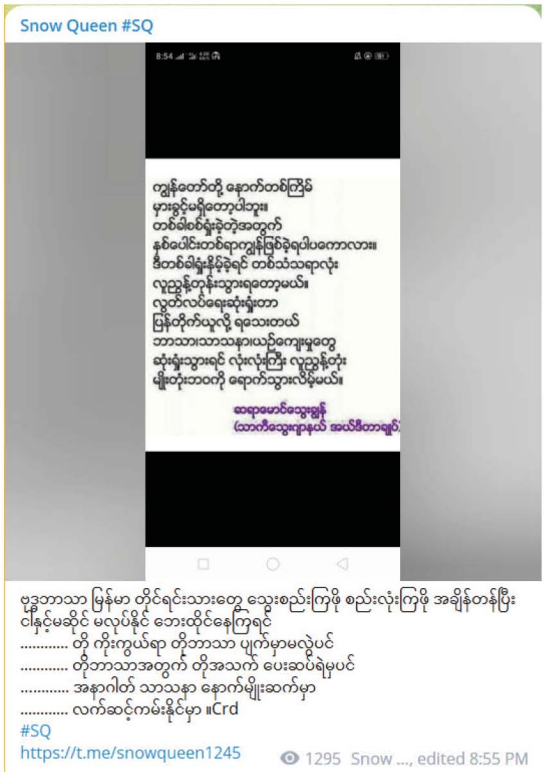 Snow Queen #SQ
8:54
ကျွန်တော်တို့ နောက်တစ်ကြိမ်
မှားခွင့်မရှိတော့ပါဘူး။
တစ်ခါစစ်ရှုံးခဲ့တဲ့အတွက်
နှစ်ပေါင်းတစ်ရာကျွန်ဖြစ်ခဲ့ရပါပကောလား။
ဒီတစ်ခါရှုံးနိမ့်ခဲ့ရင် တစ်သံသရာလုံး
လူညွန့်တုန်းသွားရတော့မယ်။
လွတ်လပ်ရေးဆုံးရှုံးတာ
ပြန်တိုက်ယူလို့ ရသေးတယ်
ဘာသာ၊သာသနာ၊ယဉ်ကျေးမှုတွေ
ဆုံးရှုံးသွားရင် လုံးလုံးကြီး လူညွန့်တုံး
မျိုးတုံးဘဝကို ရောက်သွားလိမ့်မယ်။
ဆရာမောင်သွေးချွန်
(သာကီသွေးဂျာနယ် အယ်ဒီတာချုပ်)
ဗုဒ္ဓဘာသာ မြန်မာ တိုင်ရင်းသားတွေ သွေးစည်းကြဖို စည်းလုံးကြဖို အချိန်တန်ပြီး
ငါနှင့်မဆိုင် မလုပ်နိုင် ဘေးထိုင်နေကြရင်
............ တို ကိုးကွယ်ရာ တိုဘာသာ ပျက်မှာမလွဲပင်
............ တိုဘာသာအတွက် တိုအသက် ပေးဆပ်ရဲမှပင်
............ အနာဂါတ် သာသနာ နောက်မျိုးဆက်မှာ
............ လက်ဆင့်ကမ်းနိုင်မှာ ။Crd
#SQ
https://t.me/snowqueen1245
1295 Snow ..., edited 8:55 PM